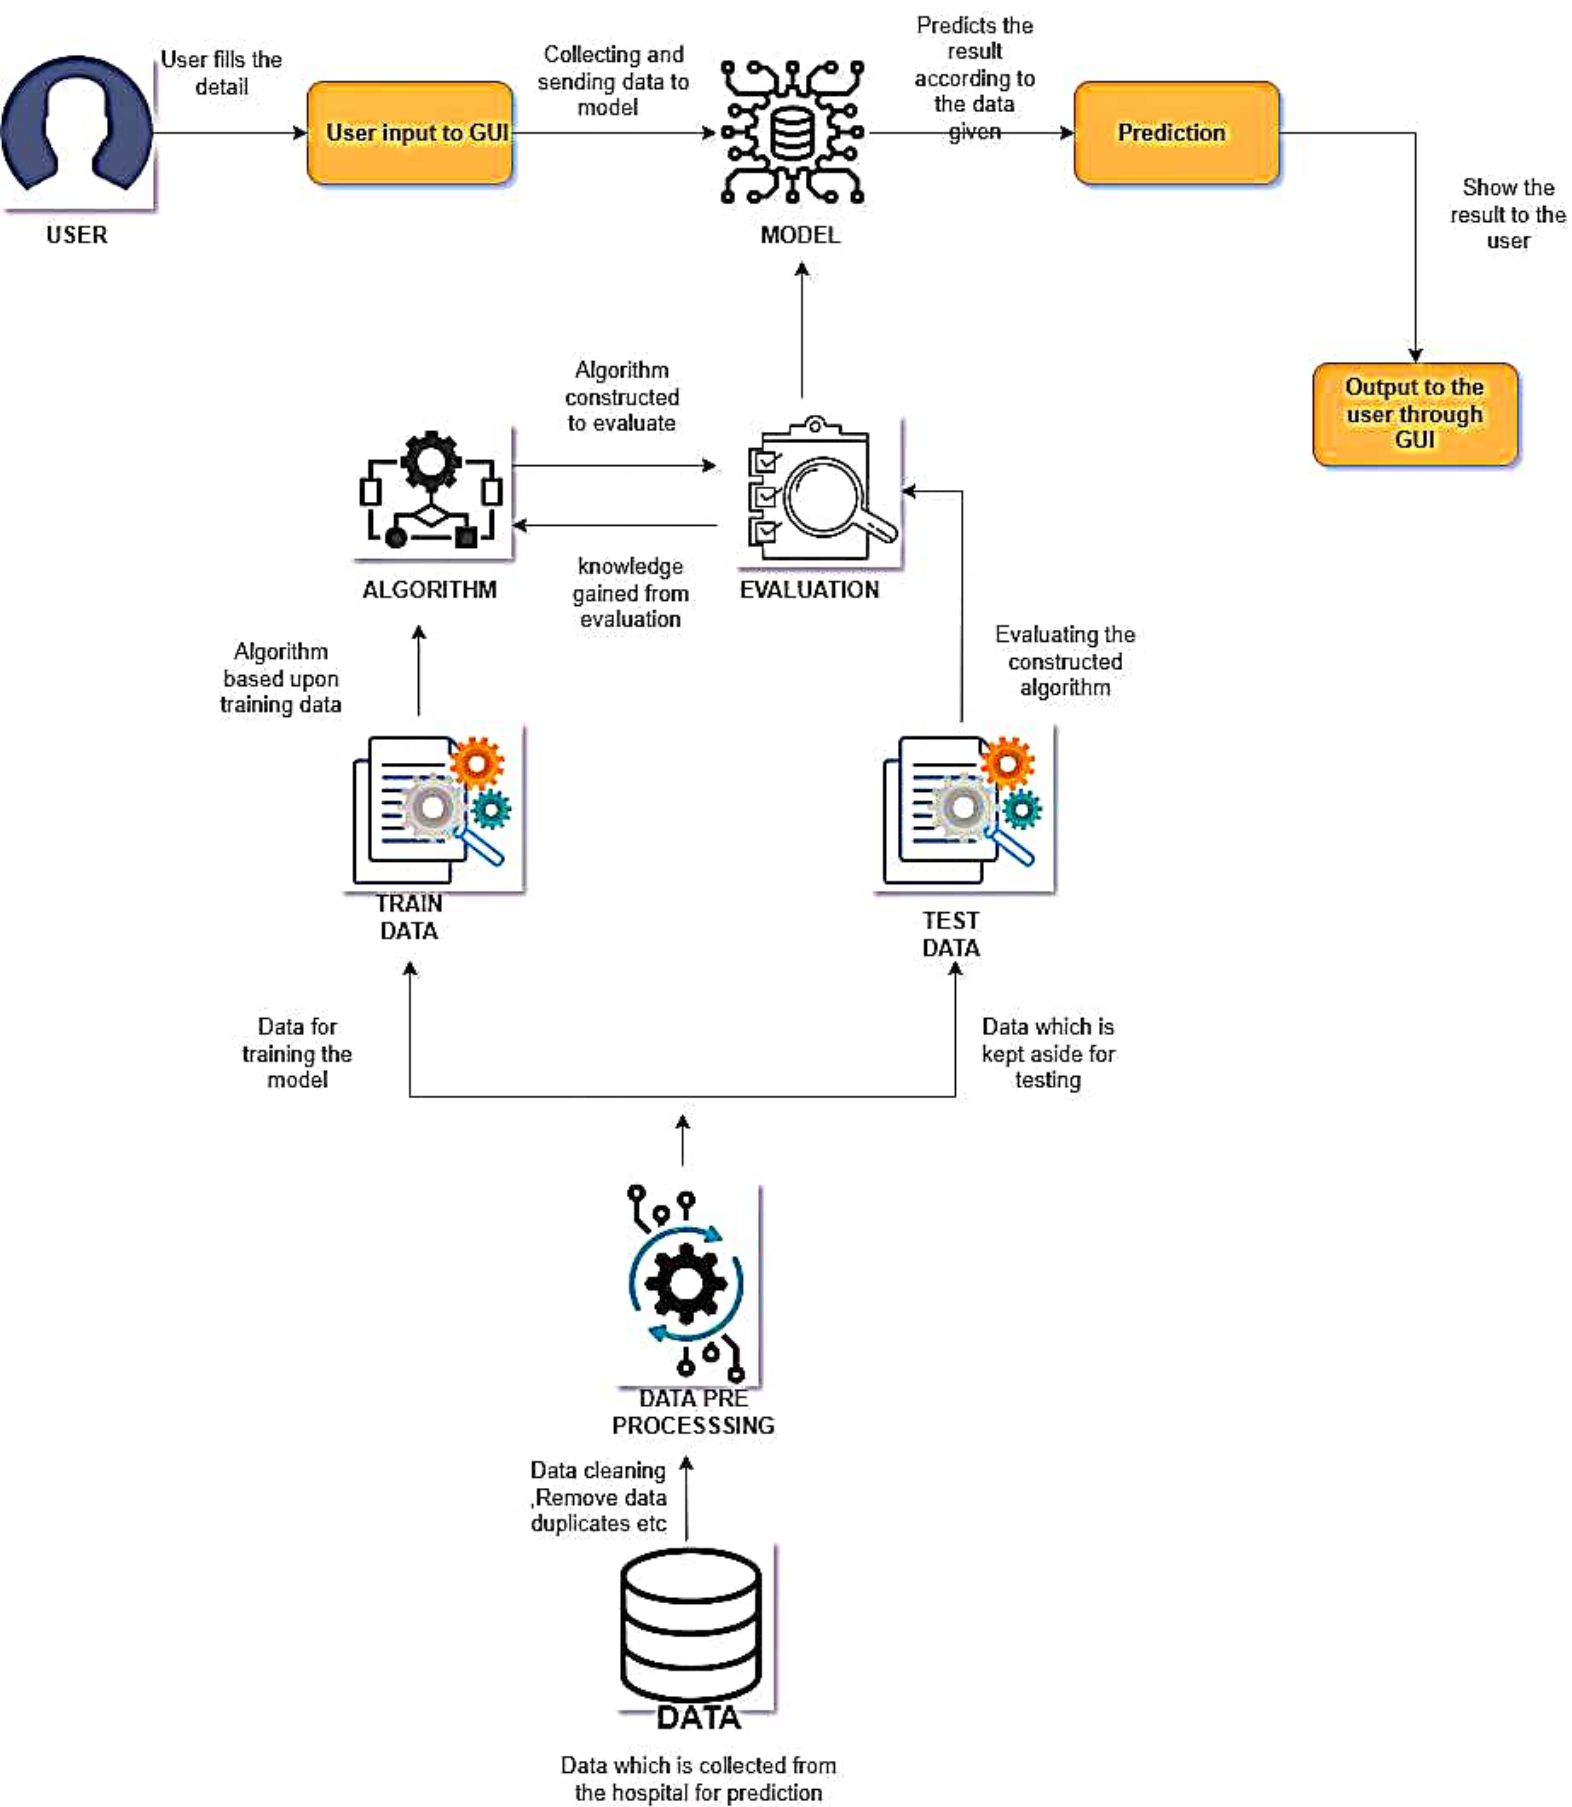 User fills the
detail
User input to GUI
Collecting and
sending data to
model
Predicts the
result
according to
the data
given
Prediction
Show the
result to the
user
USER
MODEL
Output to the
user through
GUI
Algorithm
constructed
to evaluate
ALGORITHM
knowledge
gained from
evaluation
EVALUATION
Algorithm
based upon
training data
Evaluating the
constructed
algorithm
TRAIN
DATA
TEST
DATA
Data for
training the
model
Data which is
kept aside for
testing
DATA PRE
PROCESSSING
Data cleaning
,Remove data
duplicates etc
DATA
Data which is collected from
the hospital for prediction